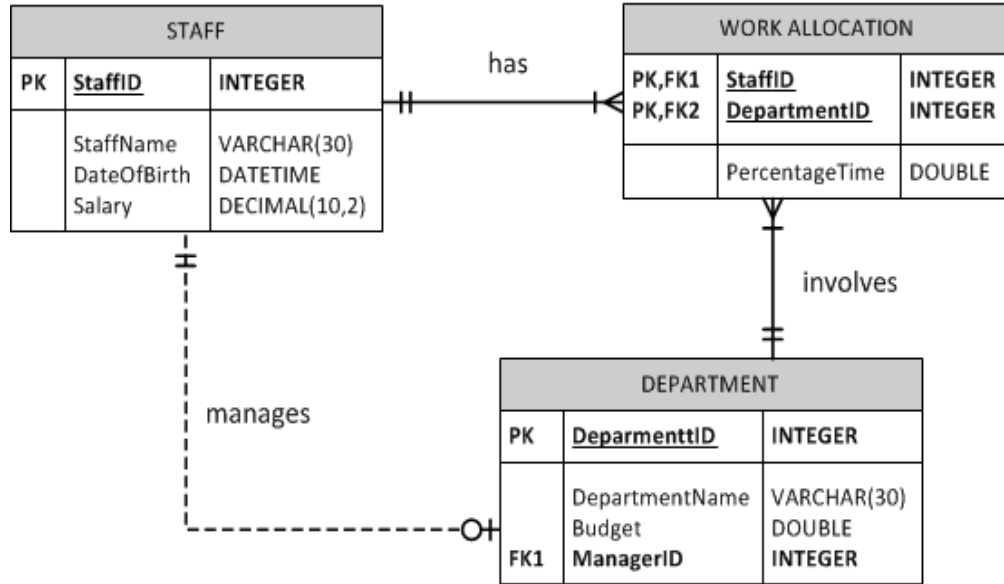 STAFF
PK StaffID INTEGER
StaffName VARCHAR(30)
DateOfBirth DATETIME
Salary DECIMAL(10,2)
has
WORK ALLOCATION
PK,FK1 StaffID INTEGER
PK,FK2 DepartmentID INTEGER
PercentageTime DOUBLE
involves
manages
DEPARTMENT
PK DeparmenttID INTEGER
DepartmentName VARCHAR(30)
Budget DOUBLE
FK1 ManagerID INTEGER